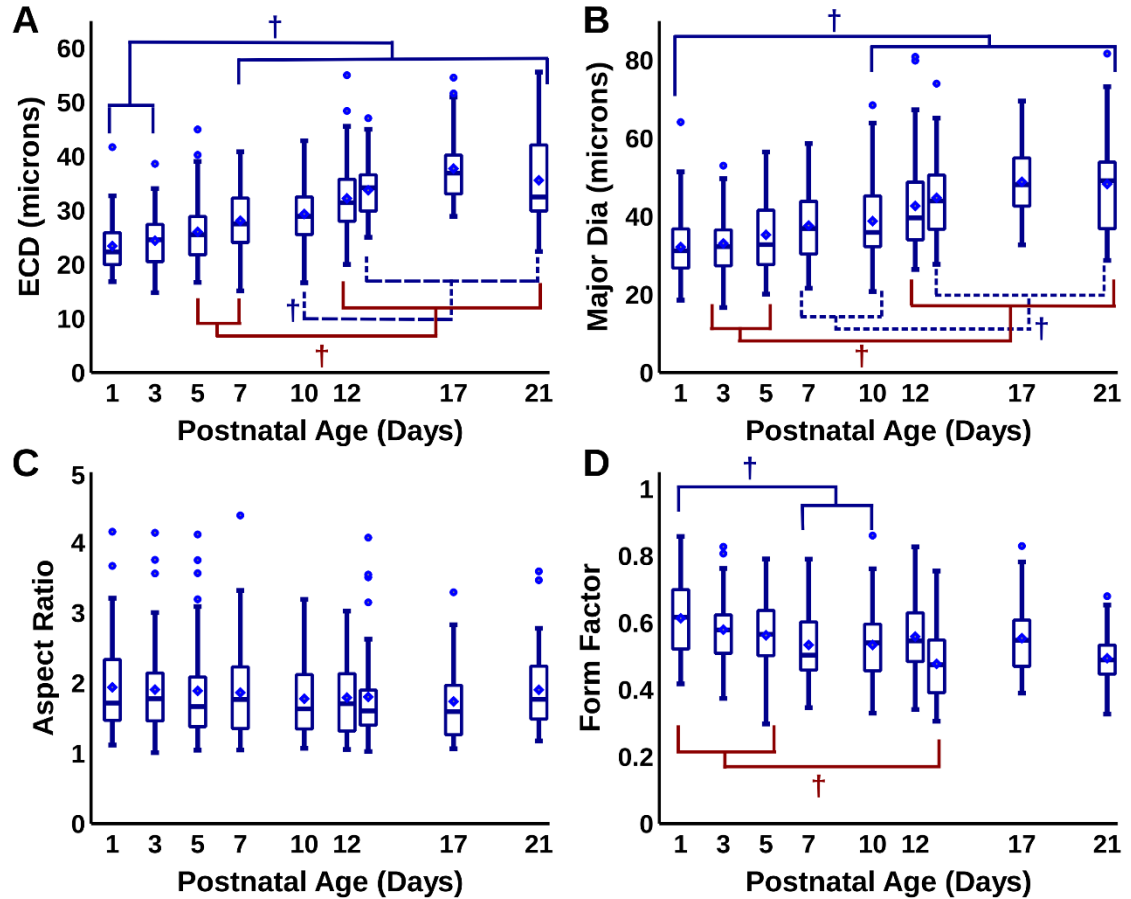 A
†
ECD (microns)
60
50
40
30
20
10
0
†
†
1 3 5 7 10 12 17 21
Postnatal Age (Days)
B
†
Major Dia (microns)
80
60
40
20
0
†
†
1 3 5 7 10 12 17 21
Postnatal Age (Days)
C
Aspect Ratio
5
4
3
2
1
0
1 3 5 7 10 12 17 21
Postnatal Age (Days)
D
†
Form Factor
1
0.8
0.6
0.4
0.2
0
†
1 3 5 7 10 12 17 21
Postnatal Age (Days)